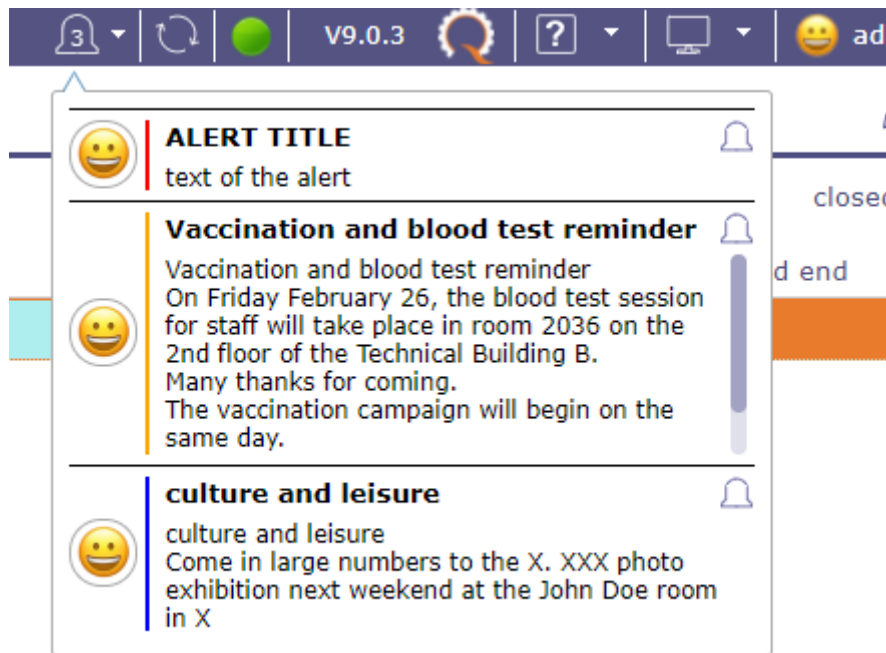 3
V9.0.3
?
ad
closed
d end
ALERT TITLE
text of the alert
Vaccination and blood test reminder
Vaccination and blood test reminder
On Friday February 26, the blood test session
for staff will take place in room 2036 on the
2nd floor of the Technical Building B.
Many thanks for coming.
The vaccination campaign will begin on the
same day.
culture and leisure
culture and leisure
Come in large numbers to the X. XXX photo
exhibition next weekend at the John Doe room
in X